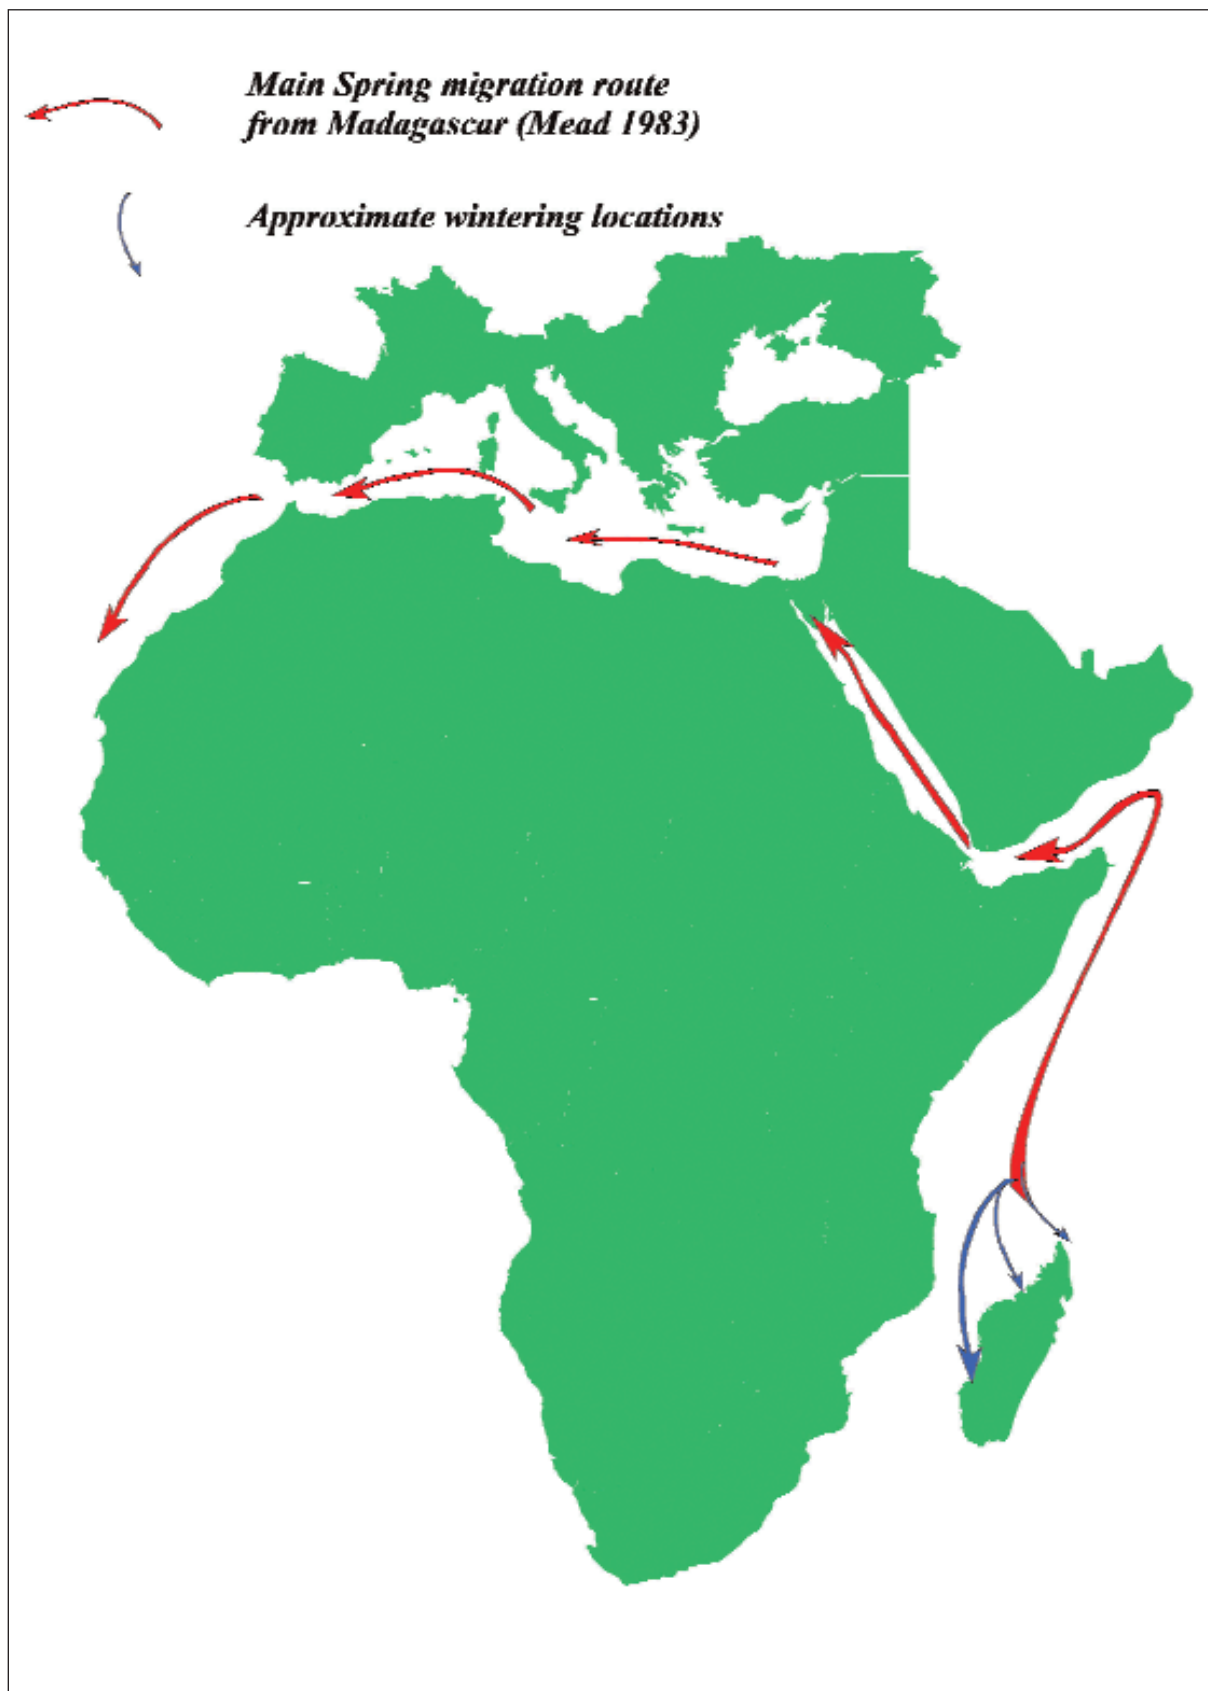 Main Spring migration route
from Madagascar (Mead 1983)
Approximate wintering locations